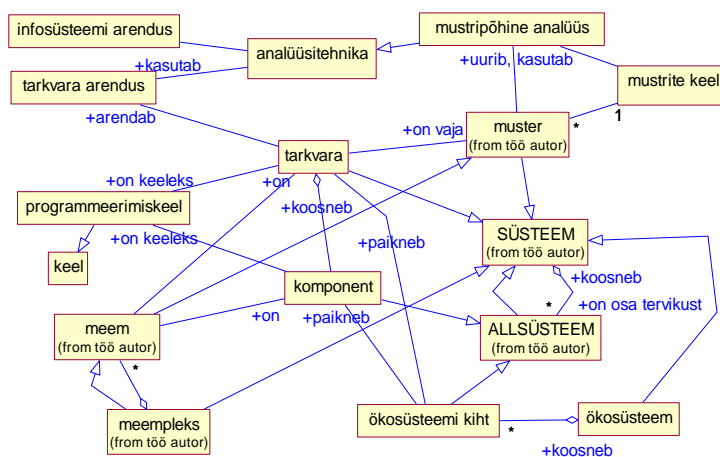 infosüsteemi arendus
mustripõhine analüüs
analüüsitehnika
+kasutab
+uurib, kasutab
mustrite keel
tarkvara arendus
+arendab
1
*
muster
(from töö autor)
+on vaja
tarkvara
+on keeleks
+on
+koosneb
programmeerimiskeel
SÜSTEEM
(from töö autor)
+on keeleks
+paikneb
keel
+koosneb
komponent
+on osa tervikust
*
meem
(from töö autor)
+on
+paikneb
ALLSÜSTEEM
(from töö autor)
*
meempleks
(from töö autor)
ökosüsteemi kiht
ökosüsteem
*
+koosneb